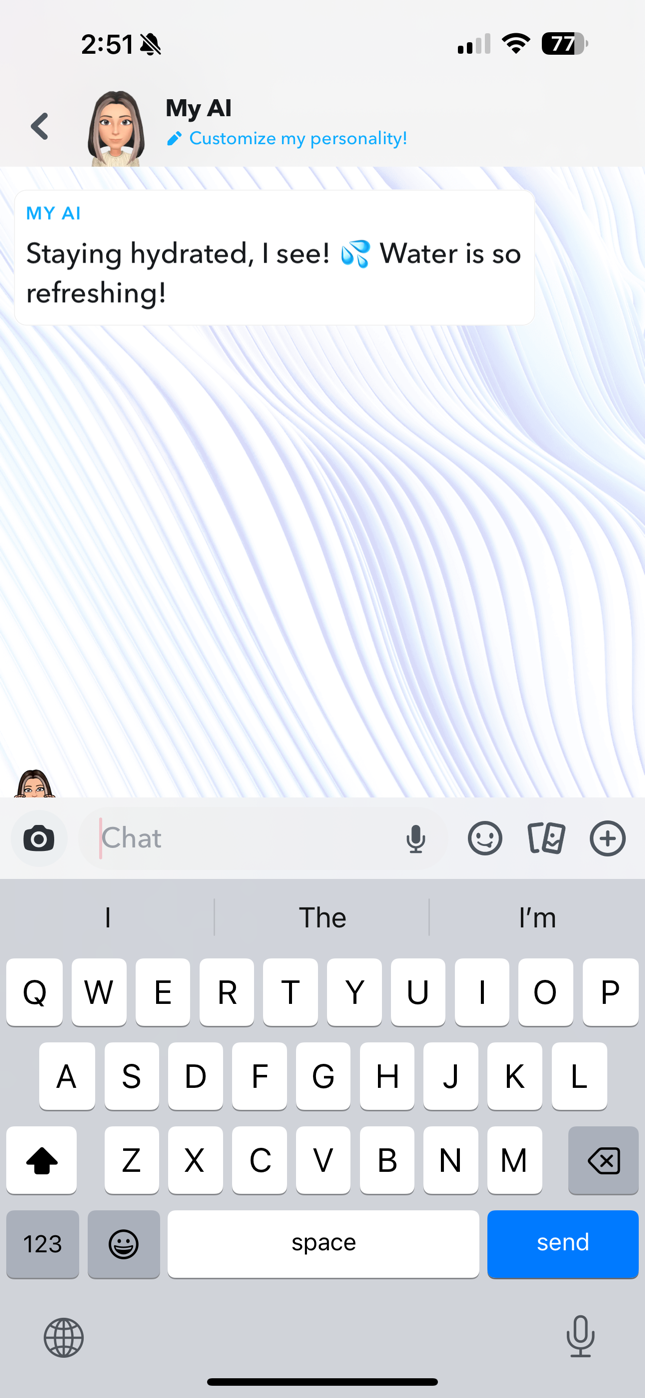 2:51
77
My AI
Customize my personality!
MY AI
Staying hydrated, I see! 💦 Water is so
refreshing!
Chat
I The I’m
Q W E R T Y U I O P
A S D F G H J K L
Z X C V B N M
123 space send